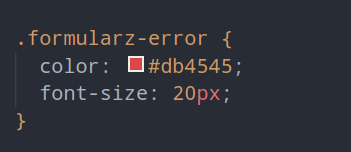 .formularz-error {
  color: #db4545;
  font-size: 20px;
}